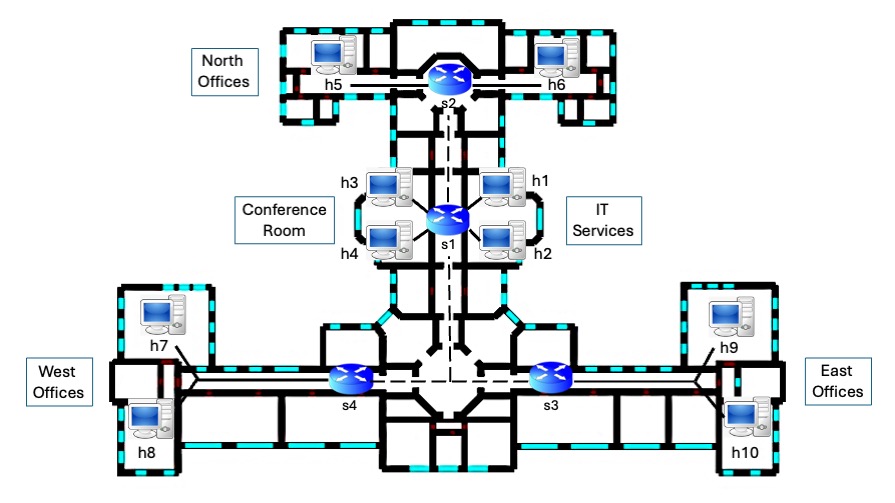 North
Offices
h5
h6
s2
h3
h1
Conference
Room
IT
Services
s1
h4
h2
h7
h9
West
Offices
East
Offices
s4
s3
h8
h10